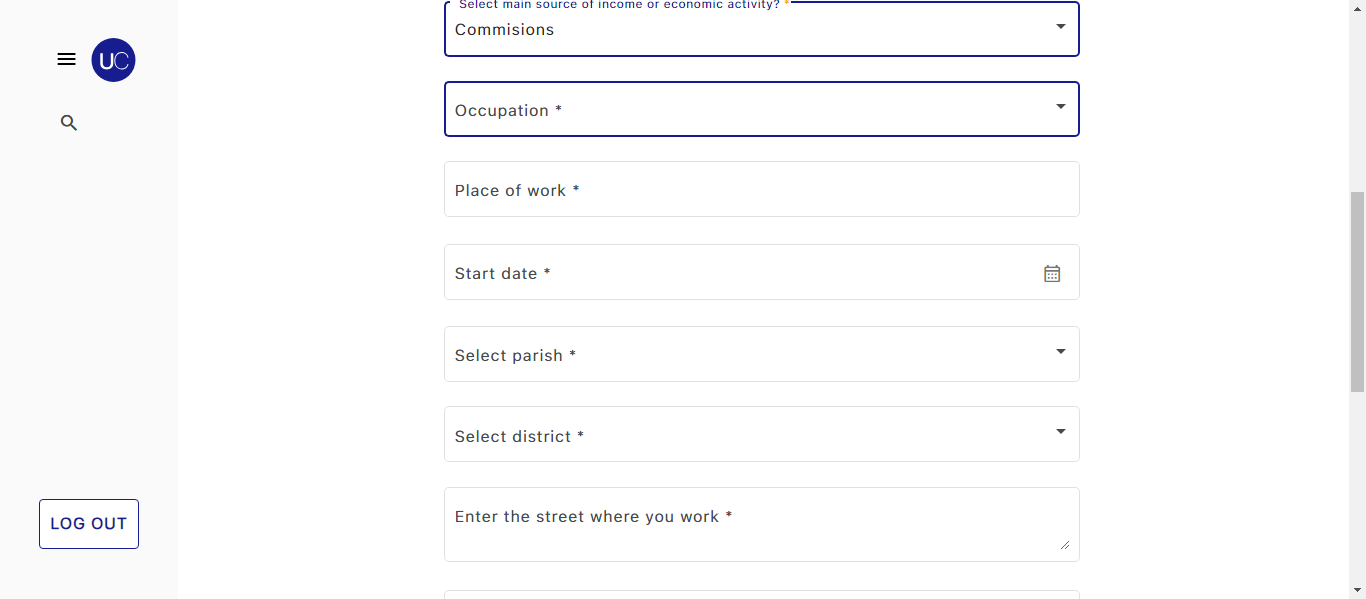 Select main source of income or economic activity? *
Commisions
UC
Occupation *
Place of work *
Start date *
Select parish *
Select district *
Enter the street where you work *
LOG OUT